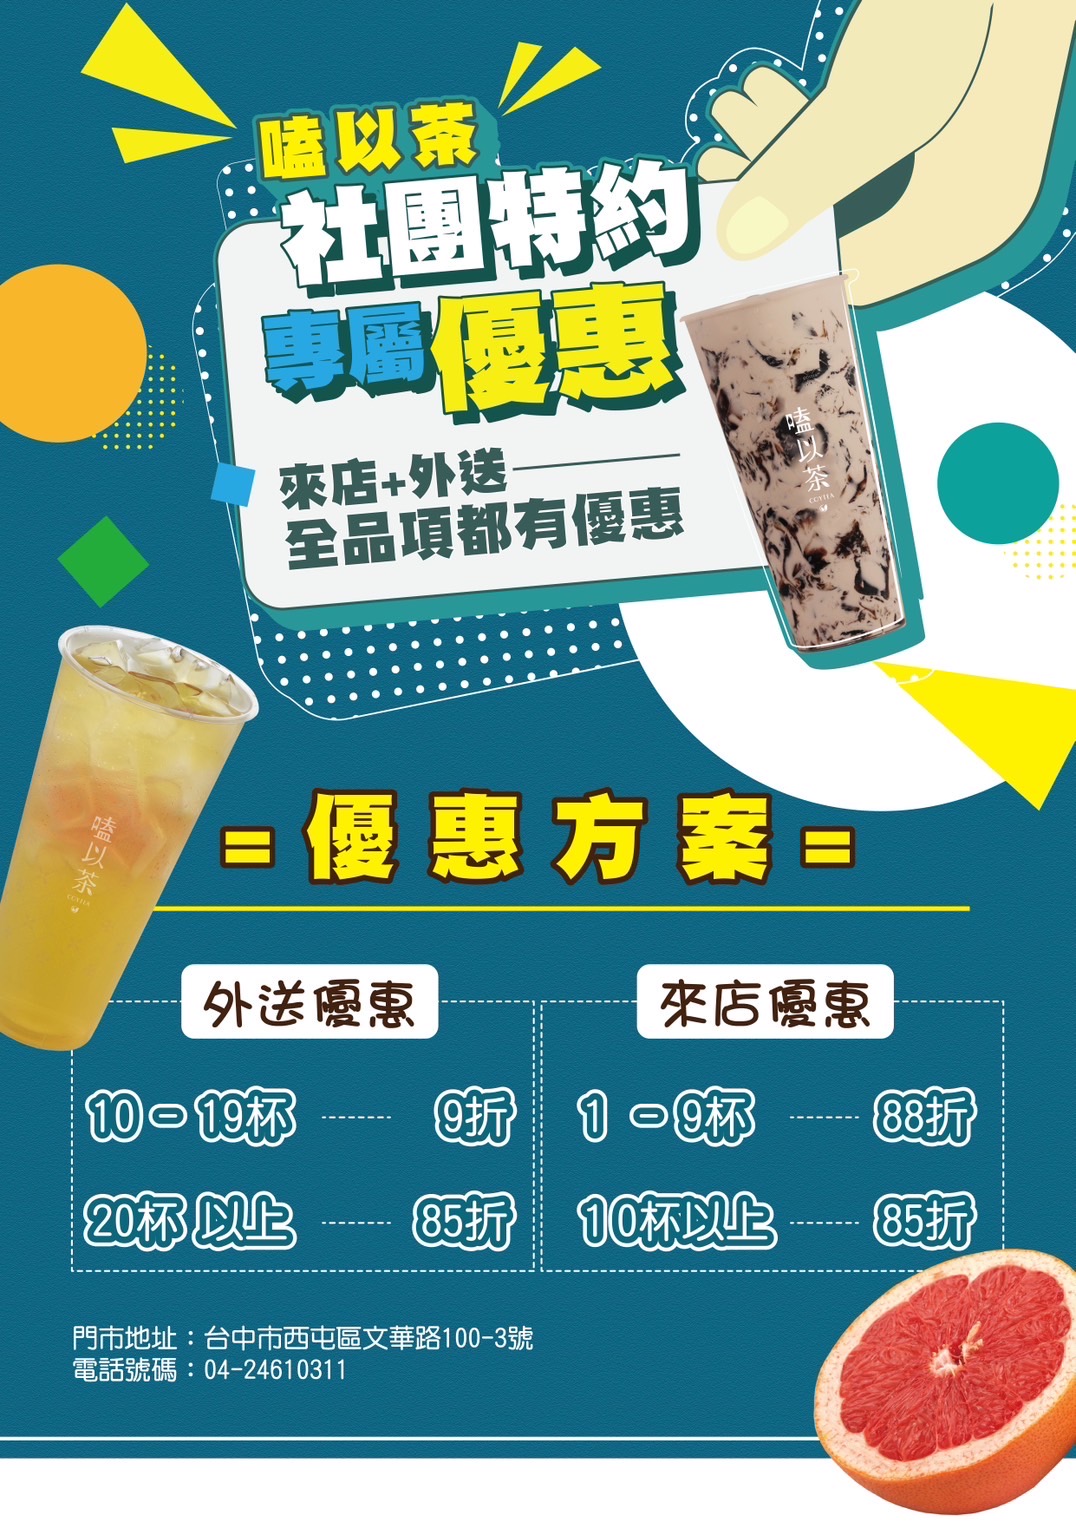 嗑以茶
社團特約
專屬優惠
來店+外送
全品項都有優惠
嗑以茶
嗑以茶
=優惠方案=
外送優惠
10-19杯 9折
20杯以上 85折
來店優惠
1-9杯 88折
10杯以上 85折
門市地址：台中市西屯區文華路100-3號
電話號碼：04-24610311